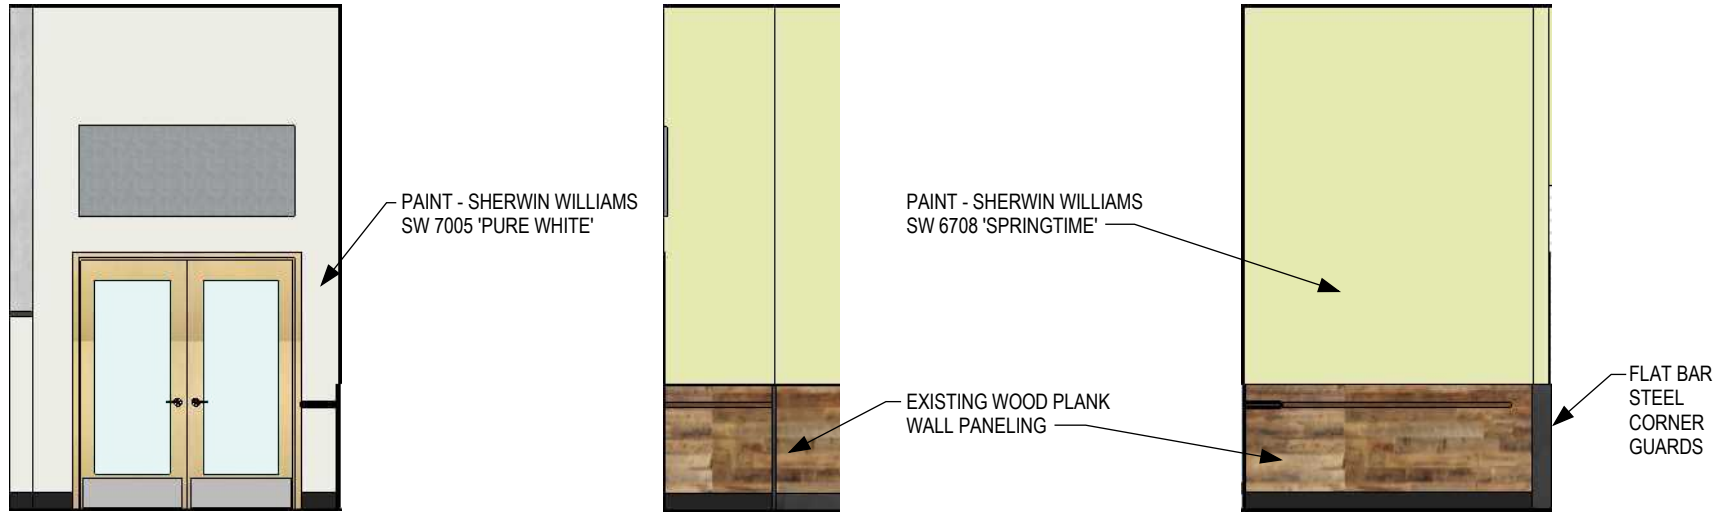 PAINT - SHERWIN WILLIAMS
SW 7005 'PURE WHITE'
PAINT - SHERWIN WILLIAMS
SW 6708 'SPRINGTIME'
EXISTING WOOD PLANK
WALL PANELING
FLAT BAR
STEEL
CORNER
GUARDS